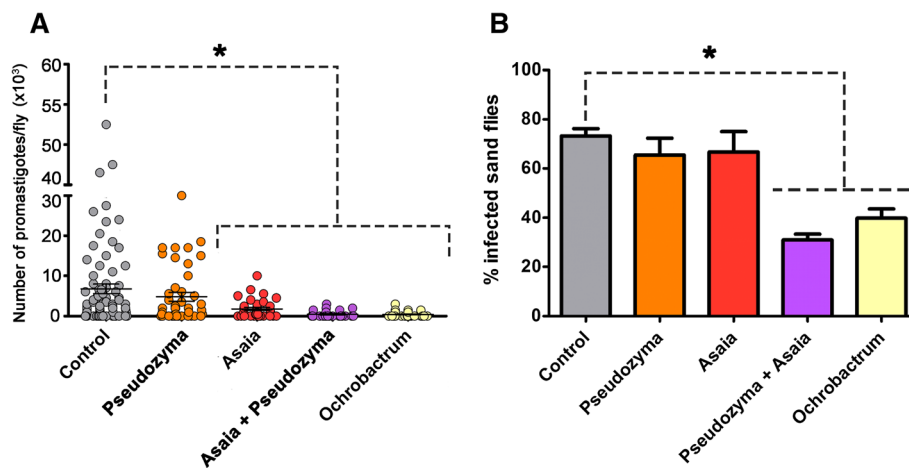 A
*
Number of promastigotes/fly (x10³)
60
55
50
40
30
20
10
0
Control
Pseudozyma
Asaia
Asaia + Pseudozyma
Ochrobactrum
B
*
% infected sand flies
100
80
60
40
20
0
Control
Pseudozyma
Asaia
Pseudozyma + Asaia
Ochrobactrum